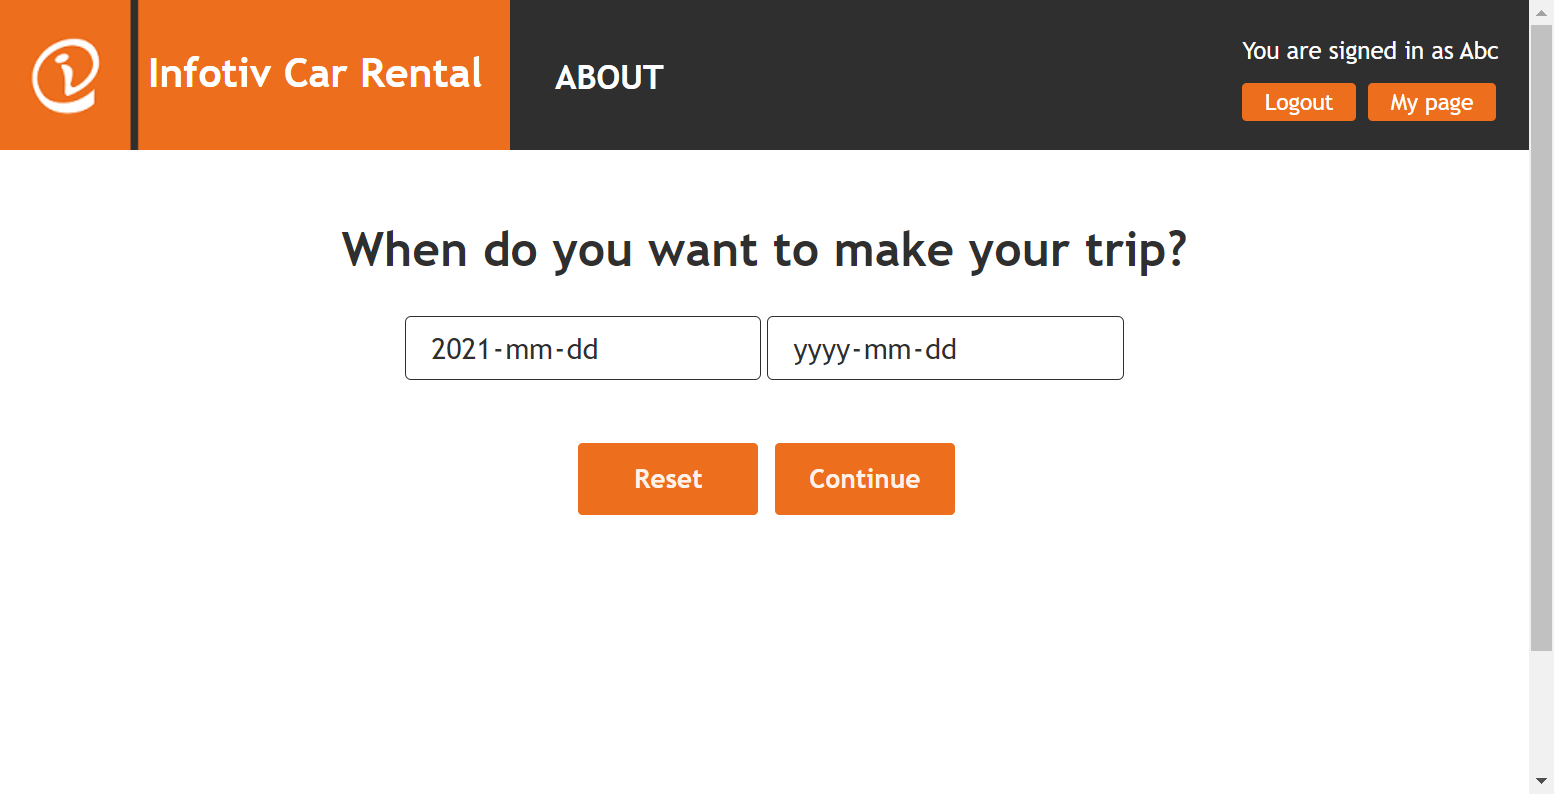 Infotiv Car Rental
ABOUT
You are signed in as Abc
Logout My page
When do you want to make your trip?
2021-mm-dd yyyy-mm-dd
Reset Continue